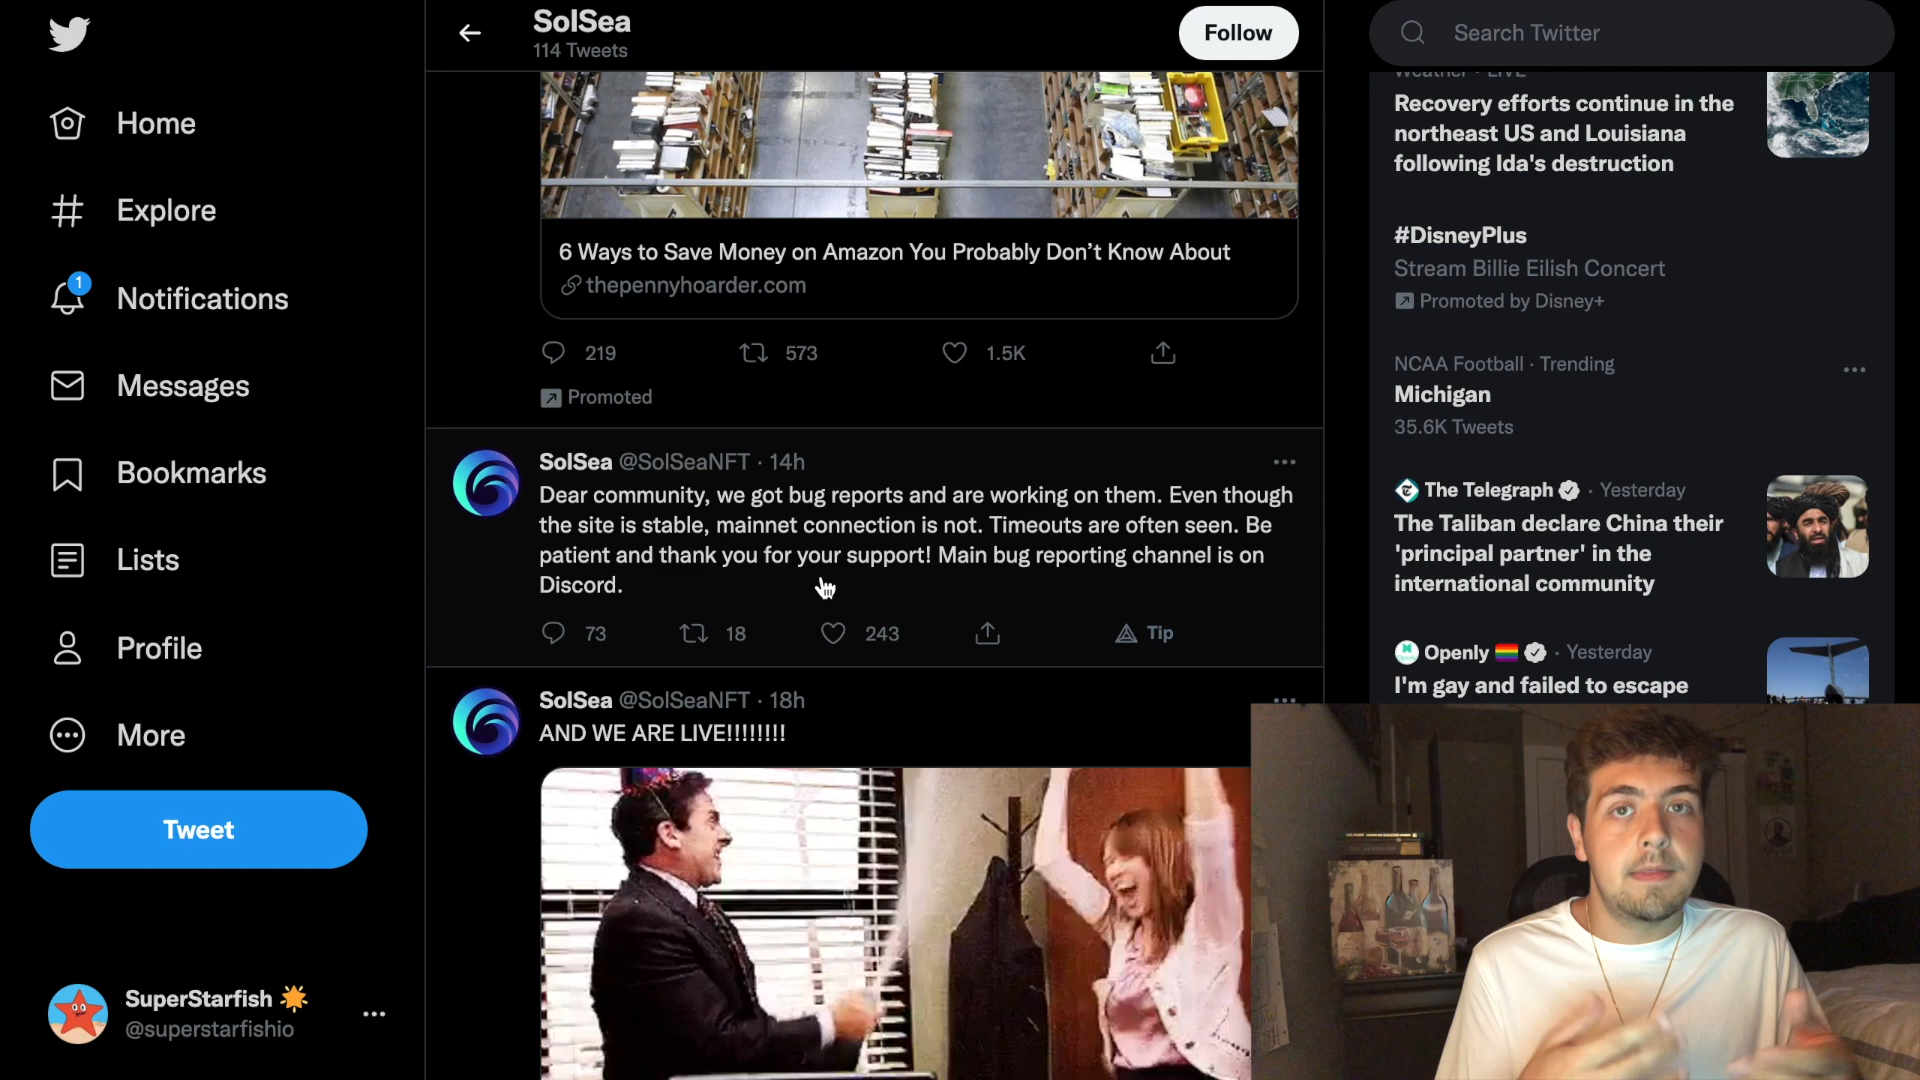 Home
Explore
1
Notifications
Messages
Bookmarks
Lists
Profile
More
Tweet
SuperStarfish
@superstarfishio
SolSea
114 Tweets
Follow
6 Ways to Save Money on Amazon You Probably Don’t Know About
thepennyhoarder.com
219 573 1.5K
Promoted
SolSea @SolSeaNFT · 14h
Dear community, we got bug reports and are working on them. Even though
the site is stable, mainnet connection is not. Timeouts are often seen. Be
patient and thank you for your support! Main bug reporting channel is on
Discord.
73 18 243 Tip
SolSea @SolSeaNFT · 18h
AND WE ARE LIVE!!!!!!!!
Search Twitter
Weather · LIVE
Recovery efforts continue in the
northeast US and Louisiana
following Ida's destruction
#DisneyPlus
Stream Billie Eilish Concert
Promoted by Disney+
NCAA Football · Trending
Michigan
35.6K Tweets
The Telegraph · Yesterday
The Taliban declare China their
'principal partner' in the
international community
Openly · Yesterday
I'm gay and failed to escape